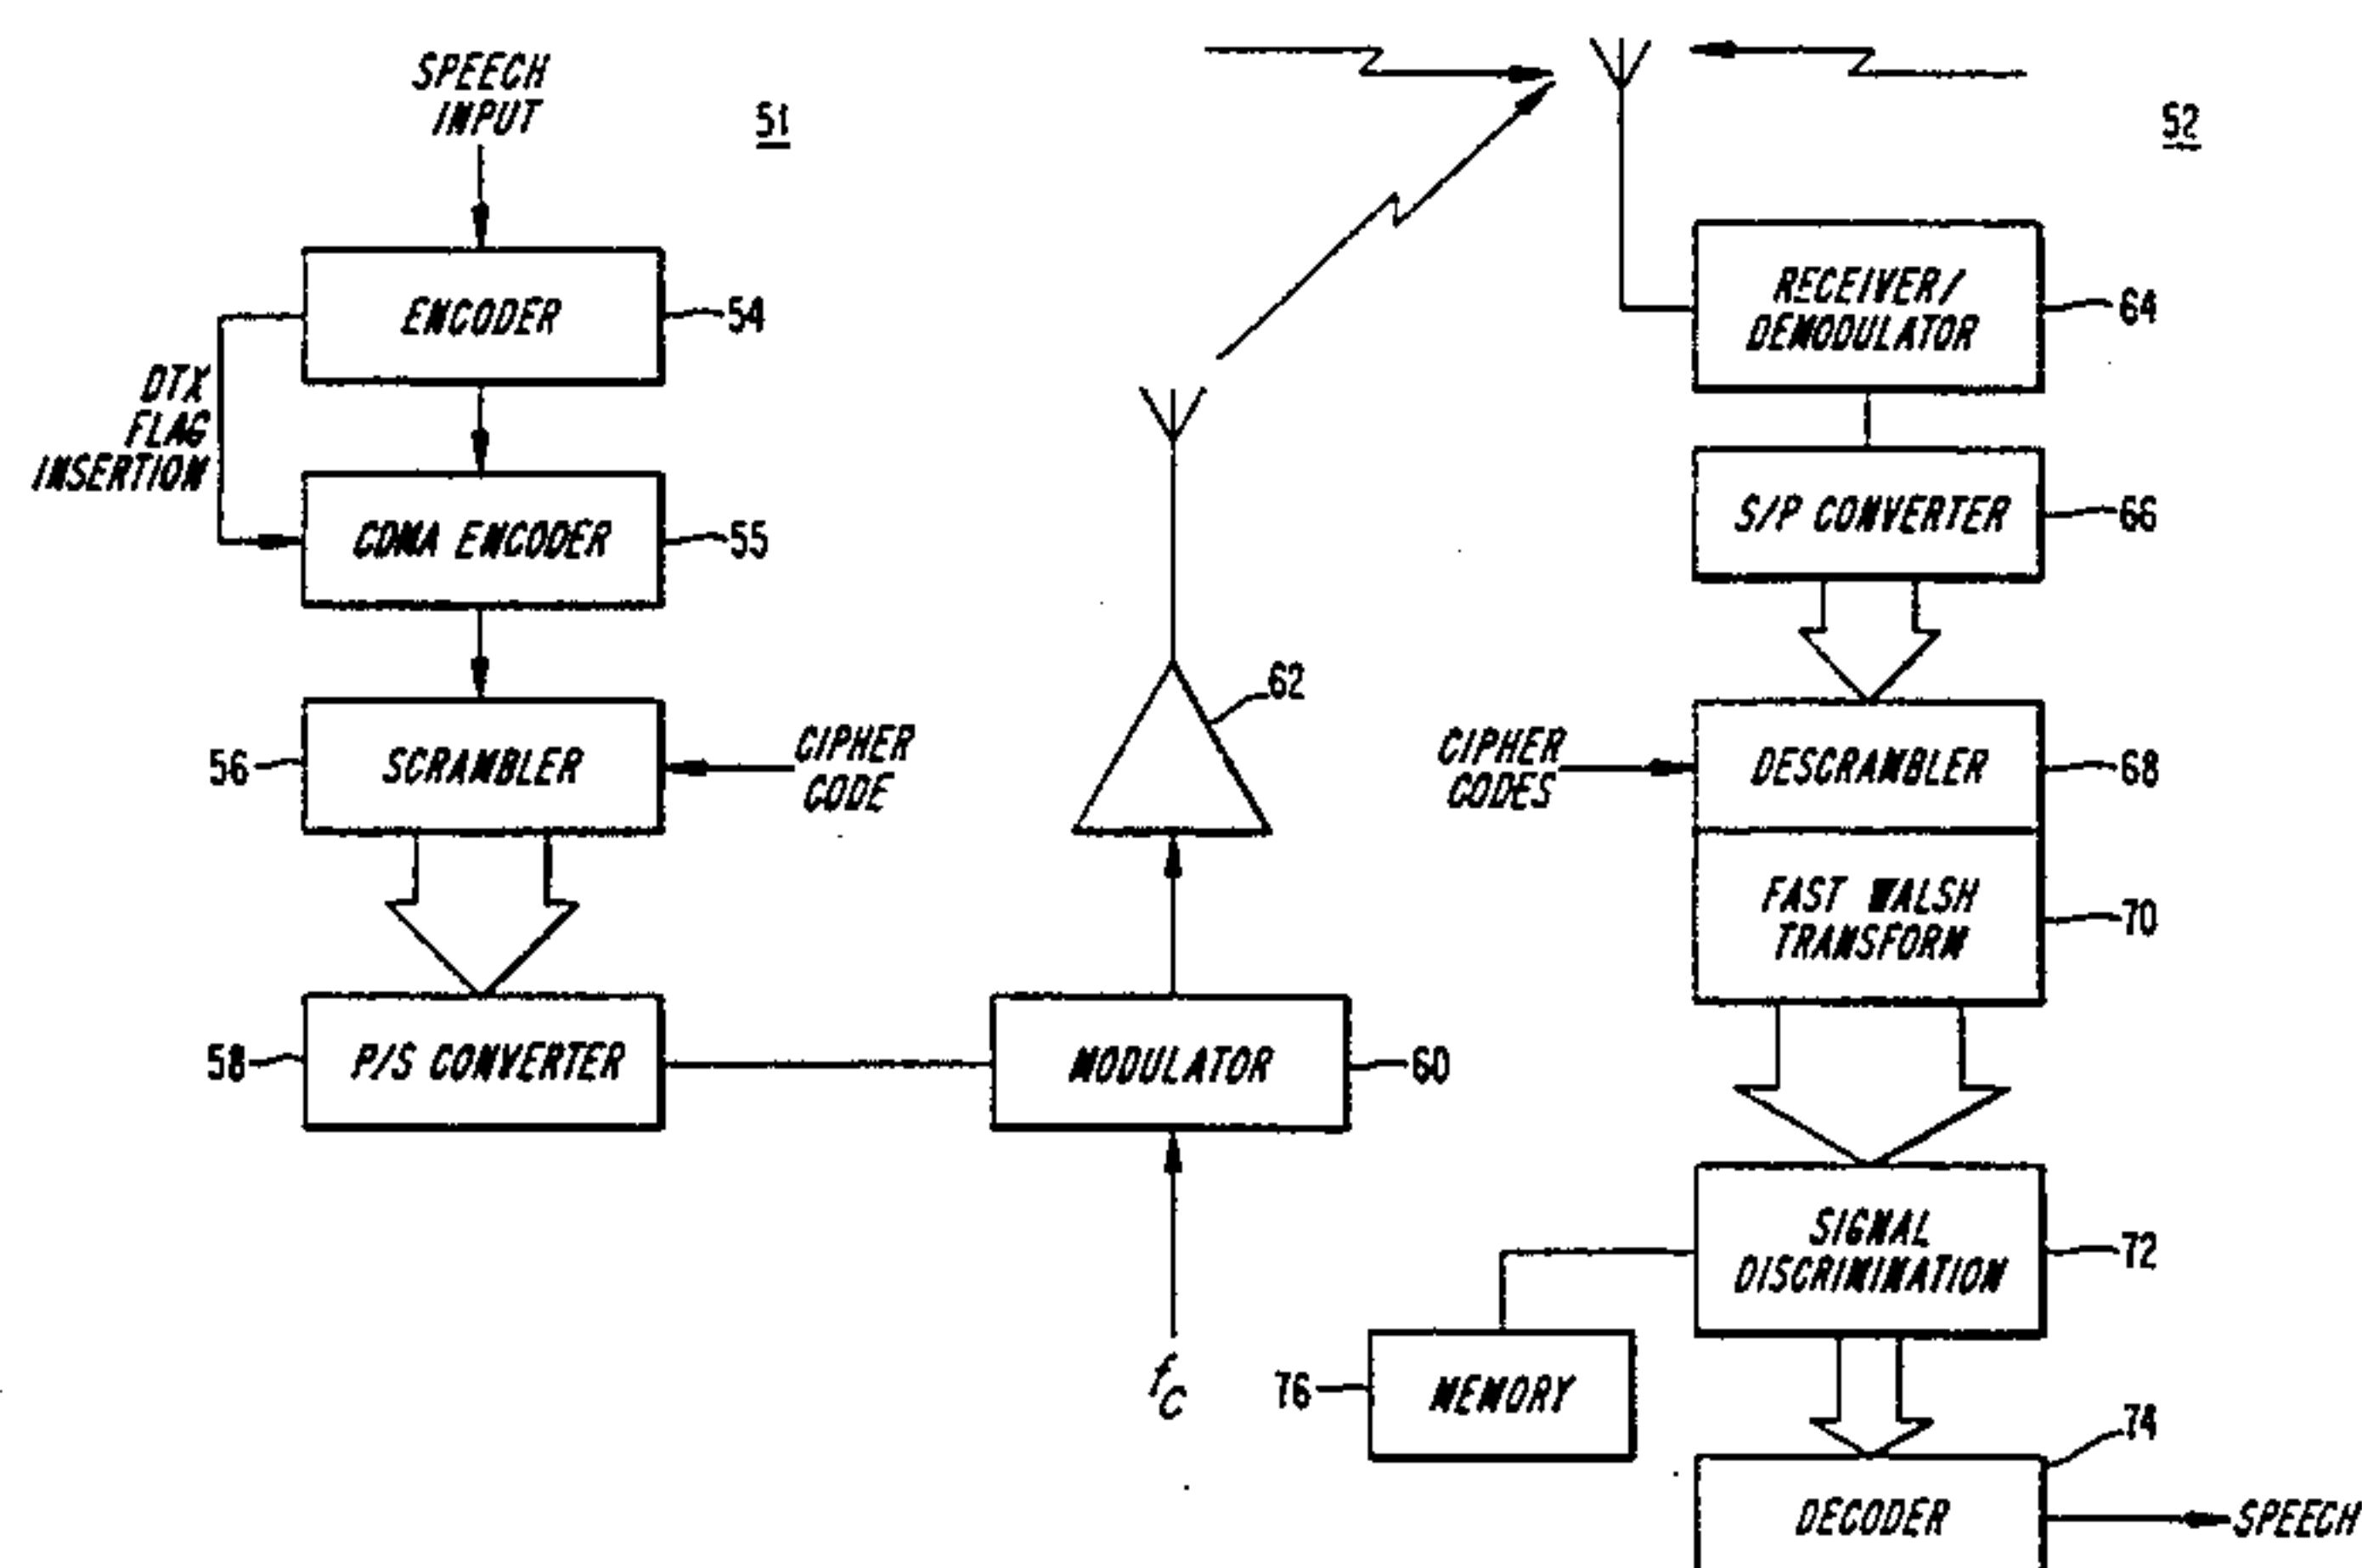 SPEECH
INPUT
51
52
ENCODER
54
DTX
FLAG
INSERTION
CDMA ENCODER
55
56
SCRAMBLER
CIPHER
CODE
58
P/S CONVERTER
MODULATOR
60
62
fC
RECEIVER/
DEMODULATOR
64
S/P CONVERTER
66
CIPHER
CODES
DESCRAMBLER
68
FAST WALSH
TRANSFORM
70
SIGNAL
DISCRIMINATION
72
76
MEMORY
74
DECODER
SPEECH